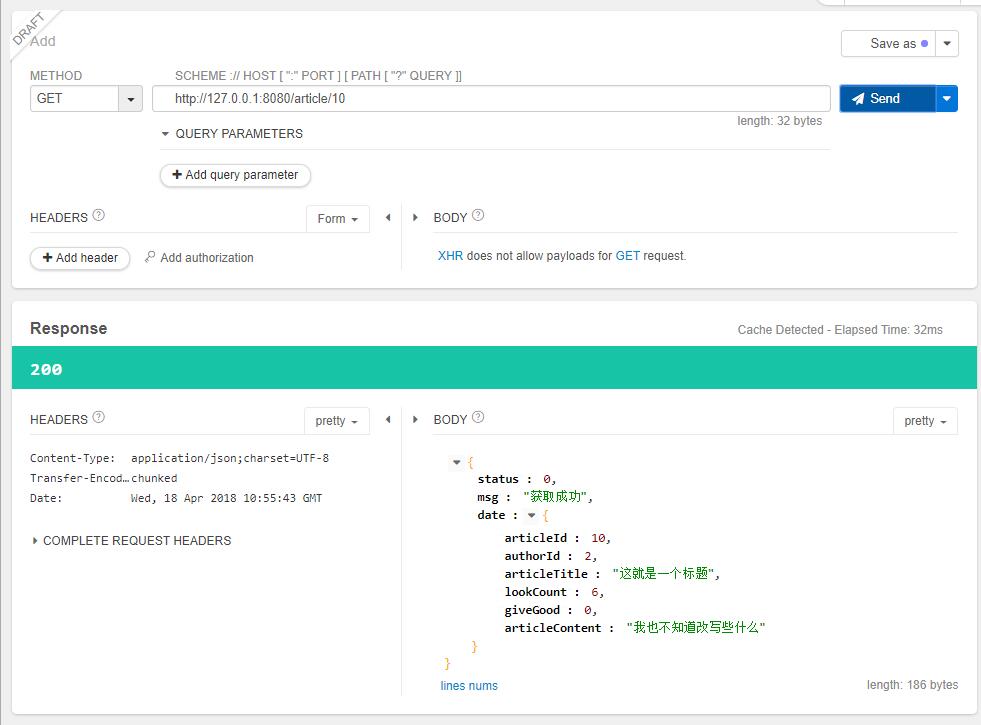 DRAFT
Add
Save as
METHOD
SCHEME :// HOST [ ":" PORT ] [ PATH [ "?" QUERY ]]
GET
http://127.0.0.1:8080/article/10
Send
length: 32 bytes
QUERY PARAMETERS
+ Add query parameter
HEADERS ?
Form
BODY ?
+ Add header
Add authorization
XHR does not allow payloads for GET request.
Response
Cache Detected - Elapsed Time: 32ms
200
HEADERS ?
pretty
BODY ?
pretty
Content-Type: application/json;charset=UTF-8
Transfer-Encod… chunked
Date: Wed, 18 Apr 2018 10:55:43 GMT
COMPLETE REQUEST HEADERS
{
status : 0,
msg : "获取成功",
date : {
articleId : 10,
authorId : 2,
articleTitle : "这就是一个标题",
lookCount : 6,
giveGood : 0,
articleContent : "我也不知道改写些什么"
}
}
lines nums
length: 186 bytes